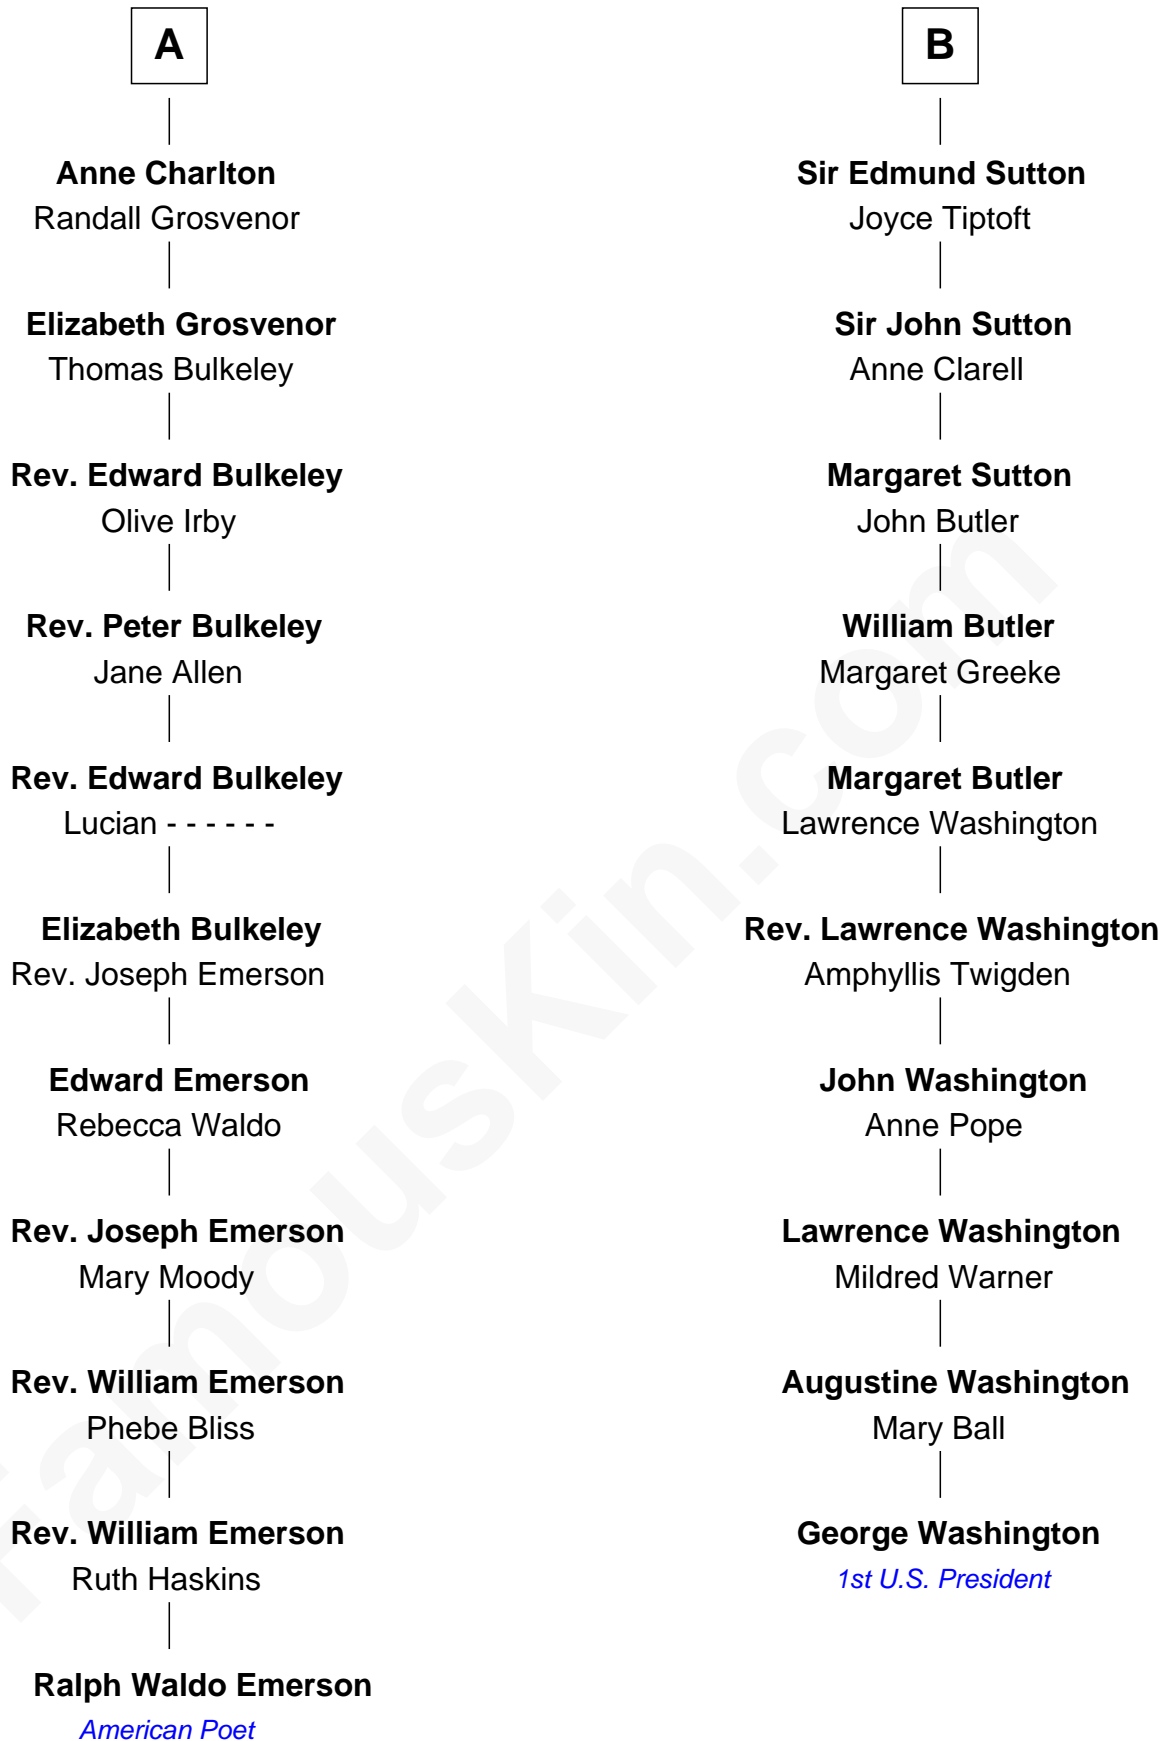 A
Anne Charlton
Randall Grosvenor
Elizabeth Grosvenor
Thomas Bulkeley
Rev. Edward Bulkeley
Olive Irby
Rev. Peter Bulkeley
Jane Allen
Rev. Edward Bulkeley
Lucian - - - - - -
Elizabeth Bulkeley
Rev. Joseph Emerson
Edward Emerson
Rebecca Waldo
Rev. Joseph Emerson
Mary Moody
Rev. William Emerson
Phebe Bliss
Rev. William Emerson
Ruth Haskins
Ralph Waldo Emerson
American Poet
B
Sir Edmund Sutton
Joyce Tiptoft
Sir John Sutton
Anne Clarell
Margaret Sutton
John Butler
William Butler
Margaret Greeke
Margaret Butler
Lawrence Washington
Rev. Lawrence Washington
Amphyllis Twigden
John Washington
Anne Pope
Lawrence Washington
Mildred Warner
Augustine Washington
Mary Ball
George Washington
1st U.S. President
FamousKin.com